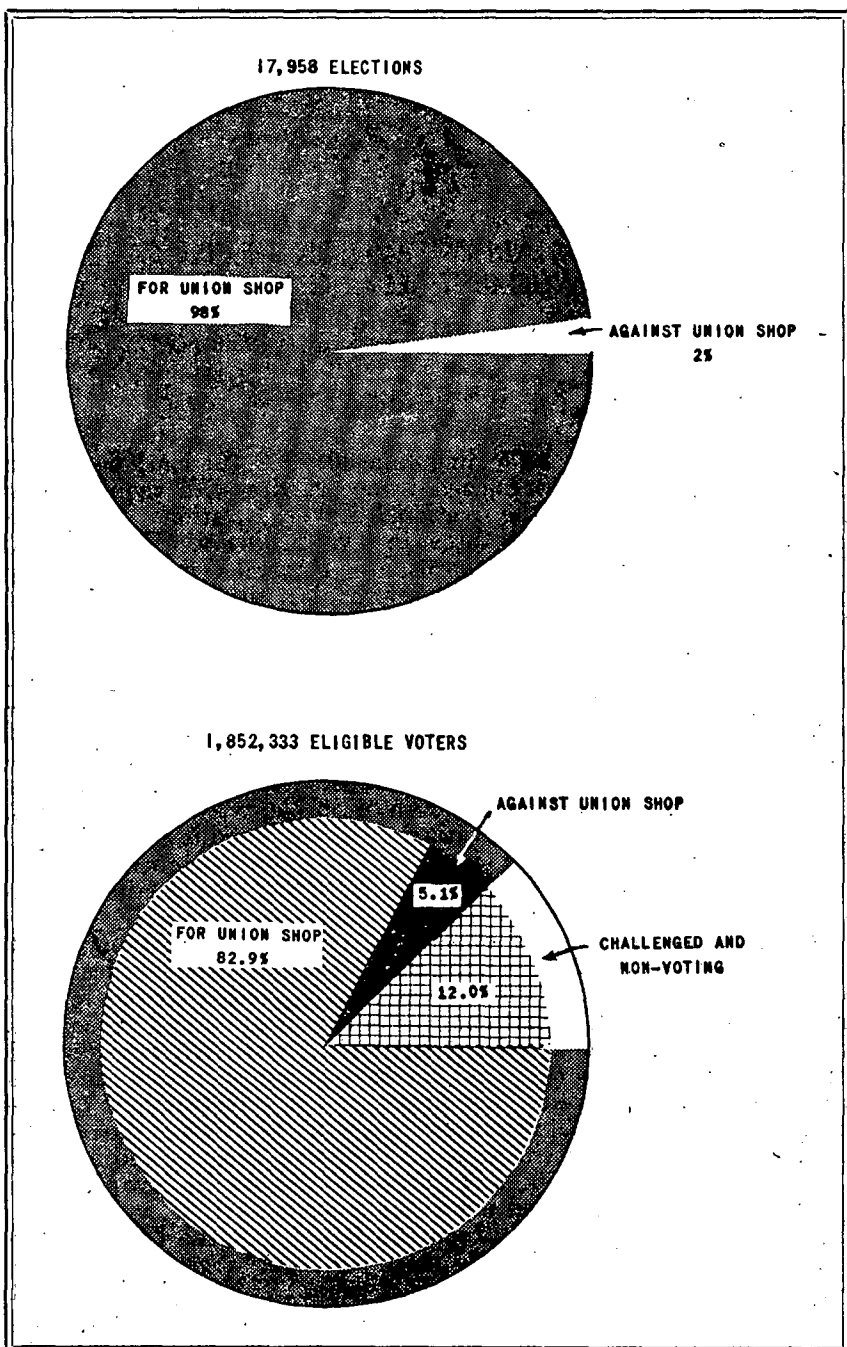 17,958 ELECTIONS
FOR UNION SHOP
98%
AGAINST UNION SHOP
2%
1,852,333 ELIGIBLE VOTERS
AGAINST UNION SHOP
5.1%
FOR UNION SHOP
82.9%
CHALLENGED AND
NON-VOTING
12.0%